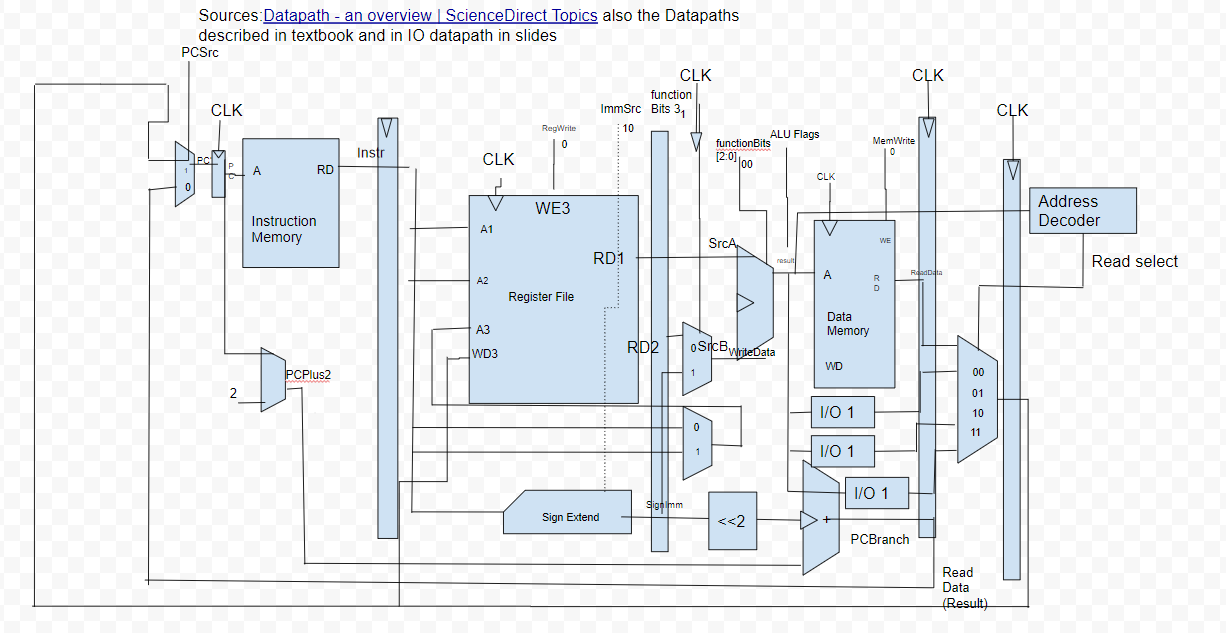 Sources:Datapath - an overview | ScienceDirect Topics also the Datapaths
described in textbook and in IO datapath in slides
PCSrc
CLK
PC'
1
0
P
C
A
RD
Instruction
Memory
Instr
PCPlus2
2
CLK
RegWrite
0
WE3
A1
A2
A3
WD3
RD1
RD2
Register File
ImmSrc
10
function
Bits 3
1
CLK
functionBits
[2:0]
00
ALU Flags
SrcA
SrcB
0
1
WriteData
result
0
1
Sign Extend
SignImm
<<2
+
PCBranch
CLK
MemWrite
0
WE
A
R
D
Data
Memory
WD
ReadData
I/O 1
I/O 1
I/O 1
CLK
CLK
Address
Decoder
Read select
00
01
10
11
Read
Data
(Result)